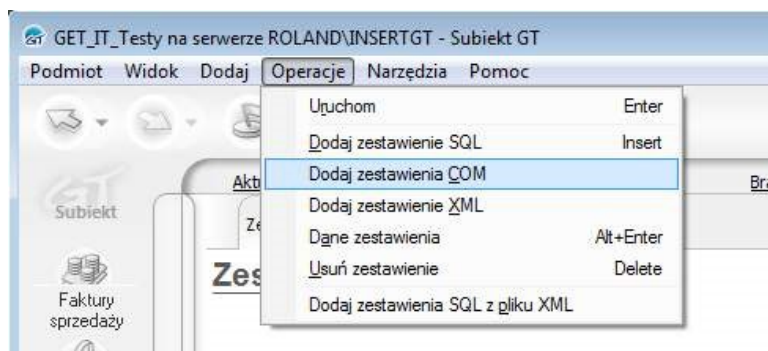 GET_IT_Testy na serwerze ROLAND\INSERTGT - Subiekt GT
Podmiot Widok Dodaj Operacje Narzędzia Pomoc
Uruchom Enter
Dodaj zestawienie SQL Insert
Dodaj zestawienia COM
Dodaj zestawienie XML
Dane zestawienia Alt+Enter
Usuń zestawienie Delete
Dodaj zestawienia SQL z pliku XML
GT
Subiekt
Faktury
sprzedaży